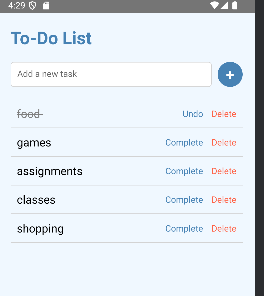 4:29
To-Do List
Add a new task +
food Undo Delete
games Complete Delete
assignments Complete Delete
classes Complete Delete
shopping Complete Delete